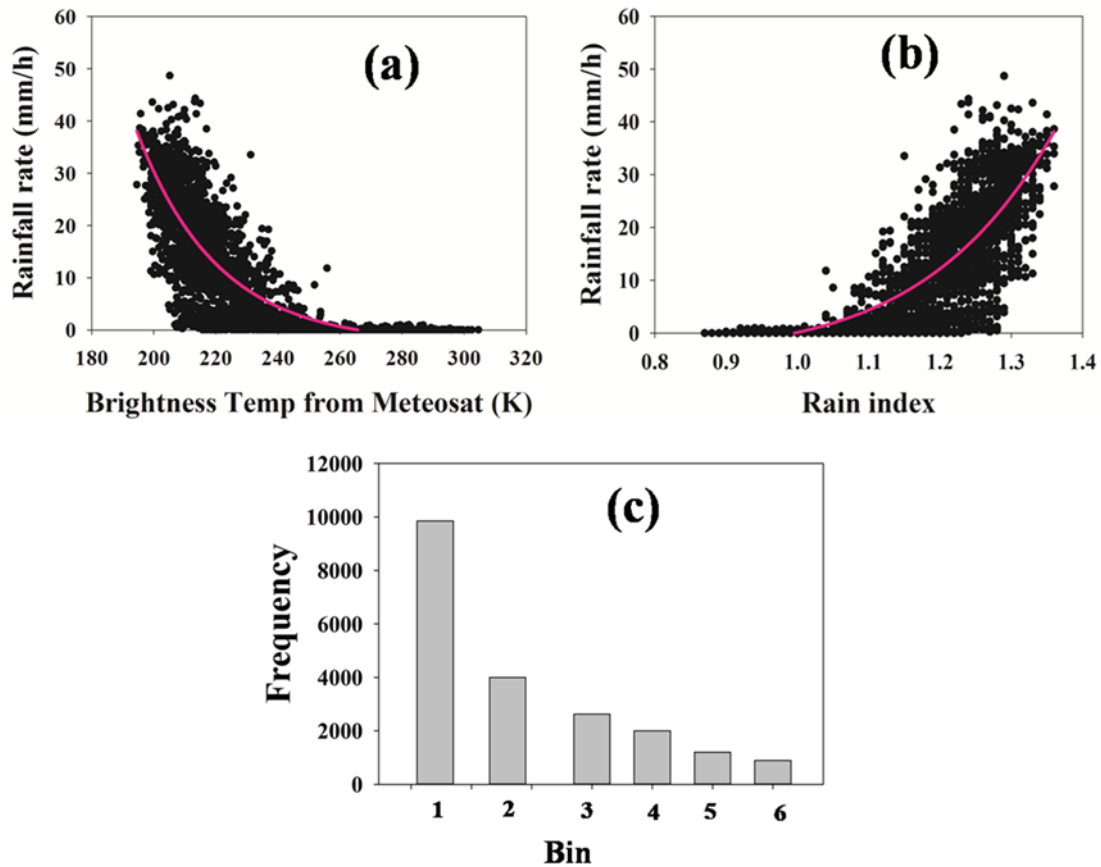 (a)
Rainfall rate (mm/h)
60
50
40
30
20
10
0
180 200 220 240 260 280 300 320
Brightness Temp from Meteosat (K)
(b)
Rainfall rate (mm/h)
60
50
40
30
20
10
0
0.8 0.9 1.0 1.1 1.2 1.3 1.4
Rain index
(c)
Frequency
12000
10000
8000
6000
4000
2000
0
1 2 3 4 5 6
Bin